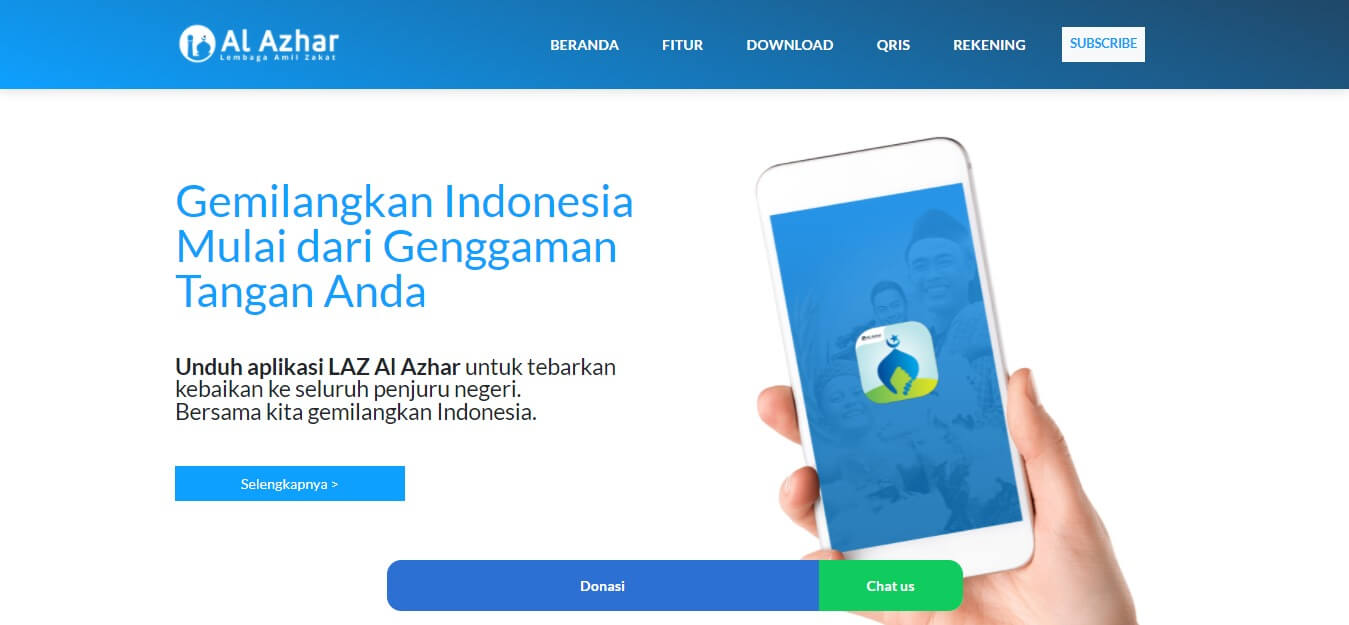 Al Azhar
Lembaga Amil Zakat
BERANDA
FITUR
DOWNLOAD
QRIS
REKENING
SUBSCRIBE
Gemilangkan Indonesia
Mulai dari Genggaman
Tangan Anda
Unduh aplikasi LAZ Al Azhar untuk tebarkan
kebaikan ke seluruh penjuru negeri.
Bersama kita gemilangkan Indonesia.
Selengkapnya >
Donasi
Chat us